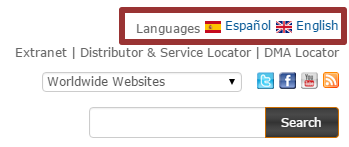 Languages Español English
Extranet | Distributor & Service Locator | DMA Locator
Worldwide Websites
Search